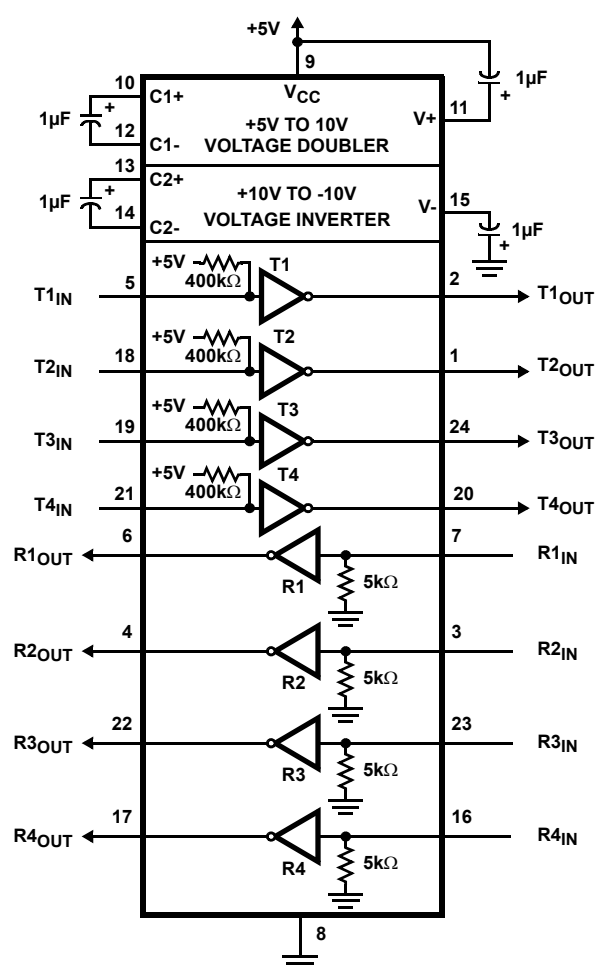 +5V
9
10
C1+
VCC
1µF
+
+5V TO 10V
VOLTAGE DOUBLER
V+
11
1µF
+
12
C1-
13
C2+
1µF
+
+10V TO -10V
VOLTAGE INVERTER
V-
15
1µF
+
14
C2-
T1IN
5
+5V
400kΩ
T1
2
T1OUT
T2IN
18
+5V
400kΩ
T2
1
T2OUT
T3IN
19
+5V
400kΩ
T3
24
T3OUT
T4IN
21
+5V
400kΩ
T4
20
T4OUT
R1OUT
6
R1
5kΩ
7
R1IN
R2OUT
4
R2
5kΩ
3
R2IN
R3OUT
22
R3
5kΩ
23
R3IN
R4OUT
17
R4
5kΩ
16
R4IN
8